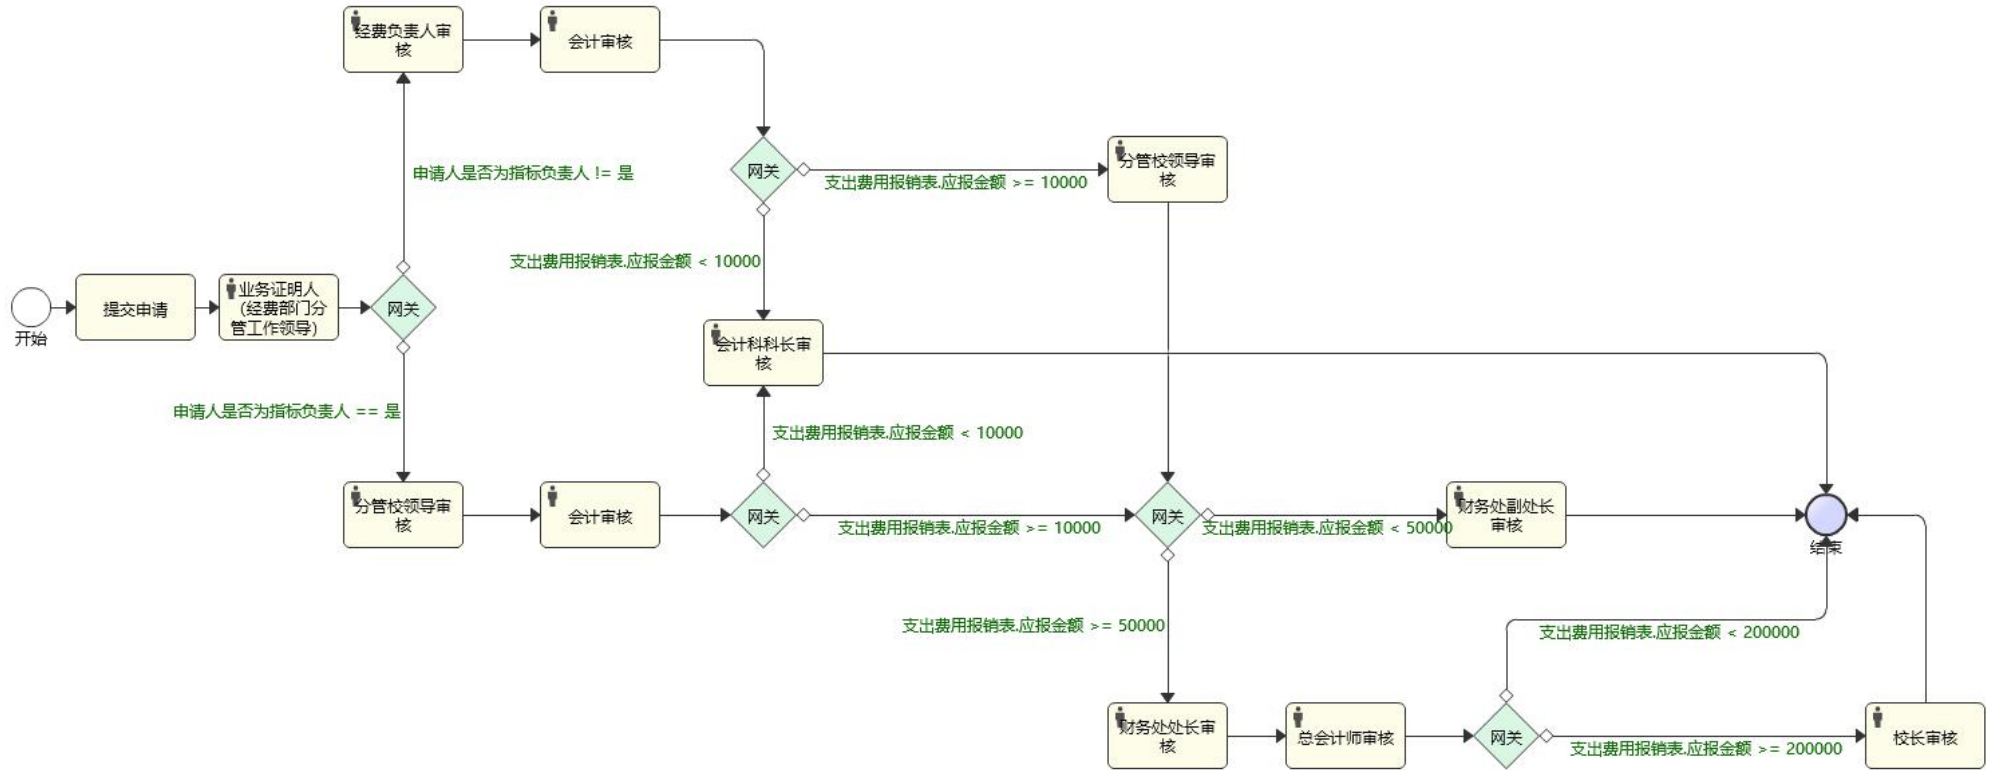 经费负责人审
核
会计审核
网关
支出费用报销表.应报金额 >= 10000
分管校领导审
核
申请人是否为指标负责人 != 是
支出费用报销表.应报金额 < 10000
开始
提交申请
业务证明人
（经费部门分
管工作领导）
网关
会计科科长审
核
申请人是否为指标负责人 == 是
支出费用报销表.应报金额 < 10000
分管校领导审
核
会计审核
网关
支出费用报销表.应报金额 >= 10000
网关
支出费用报销表.应报金额 < 50000
财务处副处长
审核
结束
支出费用报销表.应报金额 >= 50000
支出费用报销表.应报金额 < 200000
财务处处长审
核
总会计师审核
网关
支出费用报销表.应报金额 >= 200000
校长审核